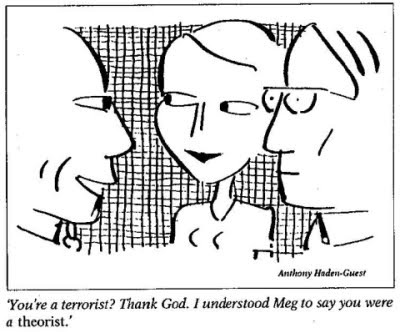 Anthony Haden-Guest
'You're a terrorist? Thank God. I understood Meg to say you were
a theorist.'